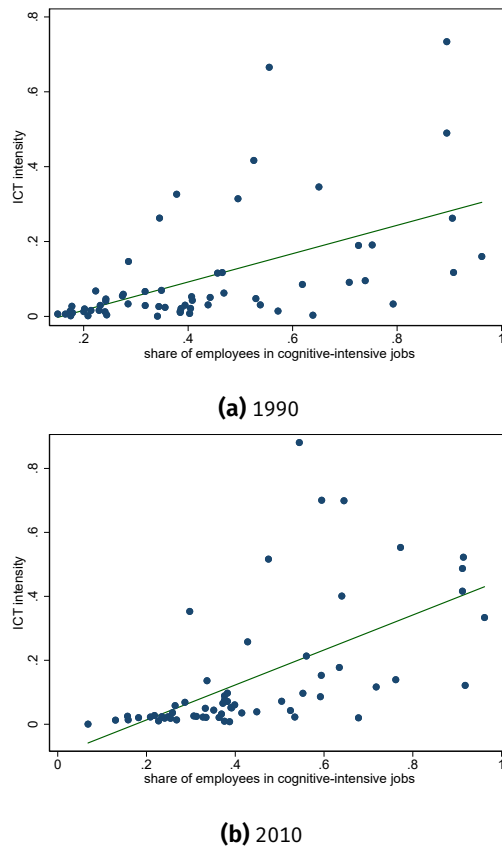 .8
.6
.4
.2
0
ICT intensity
.2 .4 .6 .8 1
share of employees in cognitive-intensive jobs
(a) 1990
.8
.6
.4
.2
0
ICT intensity
0 .2 .4 .6 .8 1
share of employees in cognitive-intensive jobs
(b) 2010